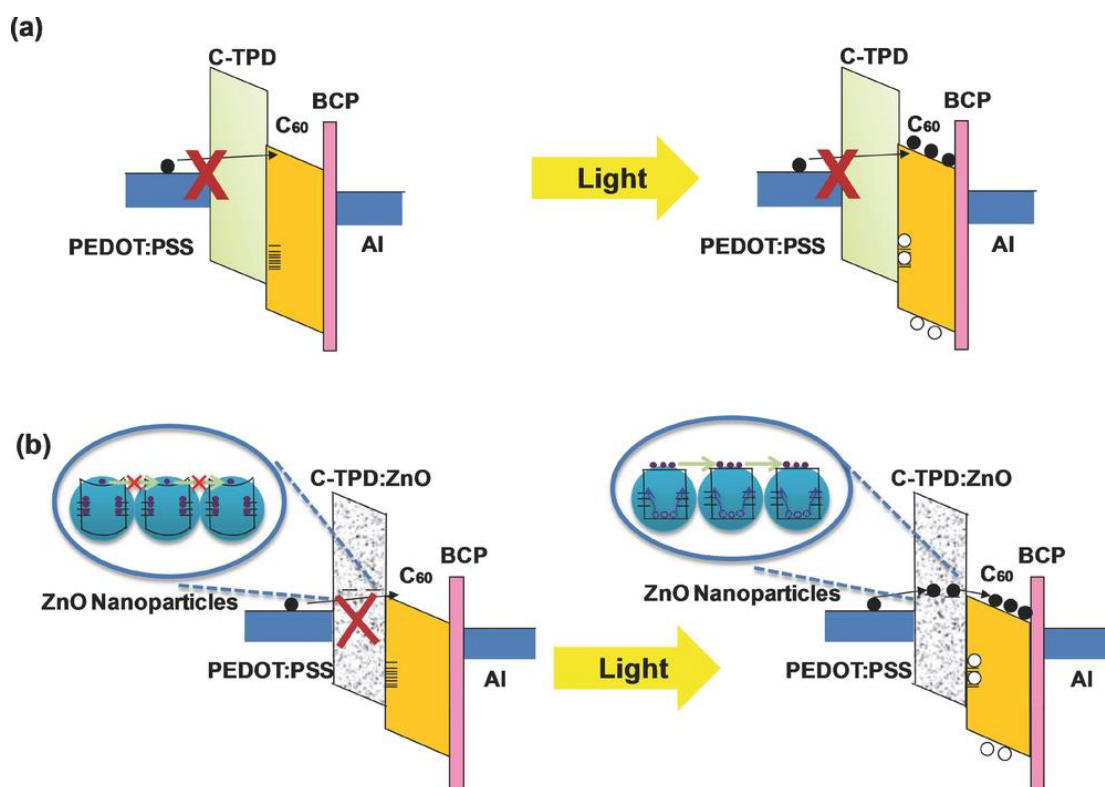 (a)
C-TPD
BCP
C₆₀
PEDOT:PSS
Al
Light
C-TPD
BCP
C₆₀
PEDOT:PSS
Al
(b)
C-TPD:ZnO
BCP
C₆₀
ZnO Nanoparticles
PEDOT:PSS
Al
Light
C-TPD:ZnO
BCP
C₆₀
ZnO Nanoparticles
PEDOT:PSS
Al